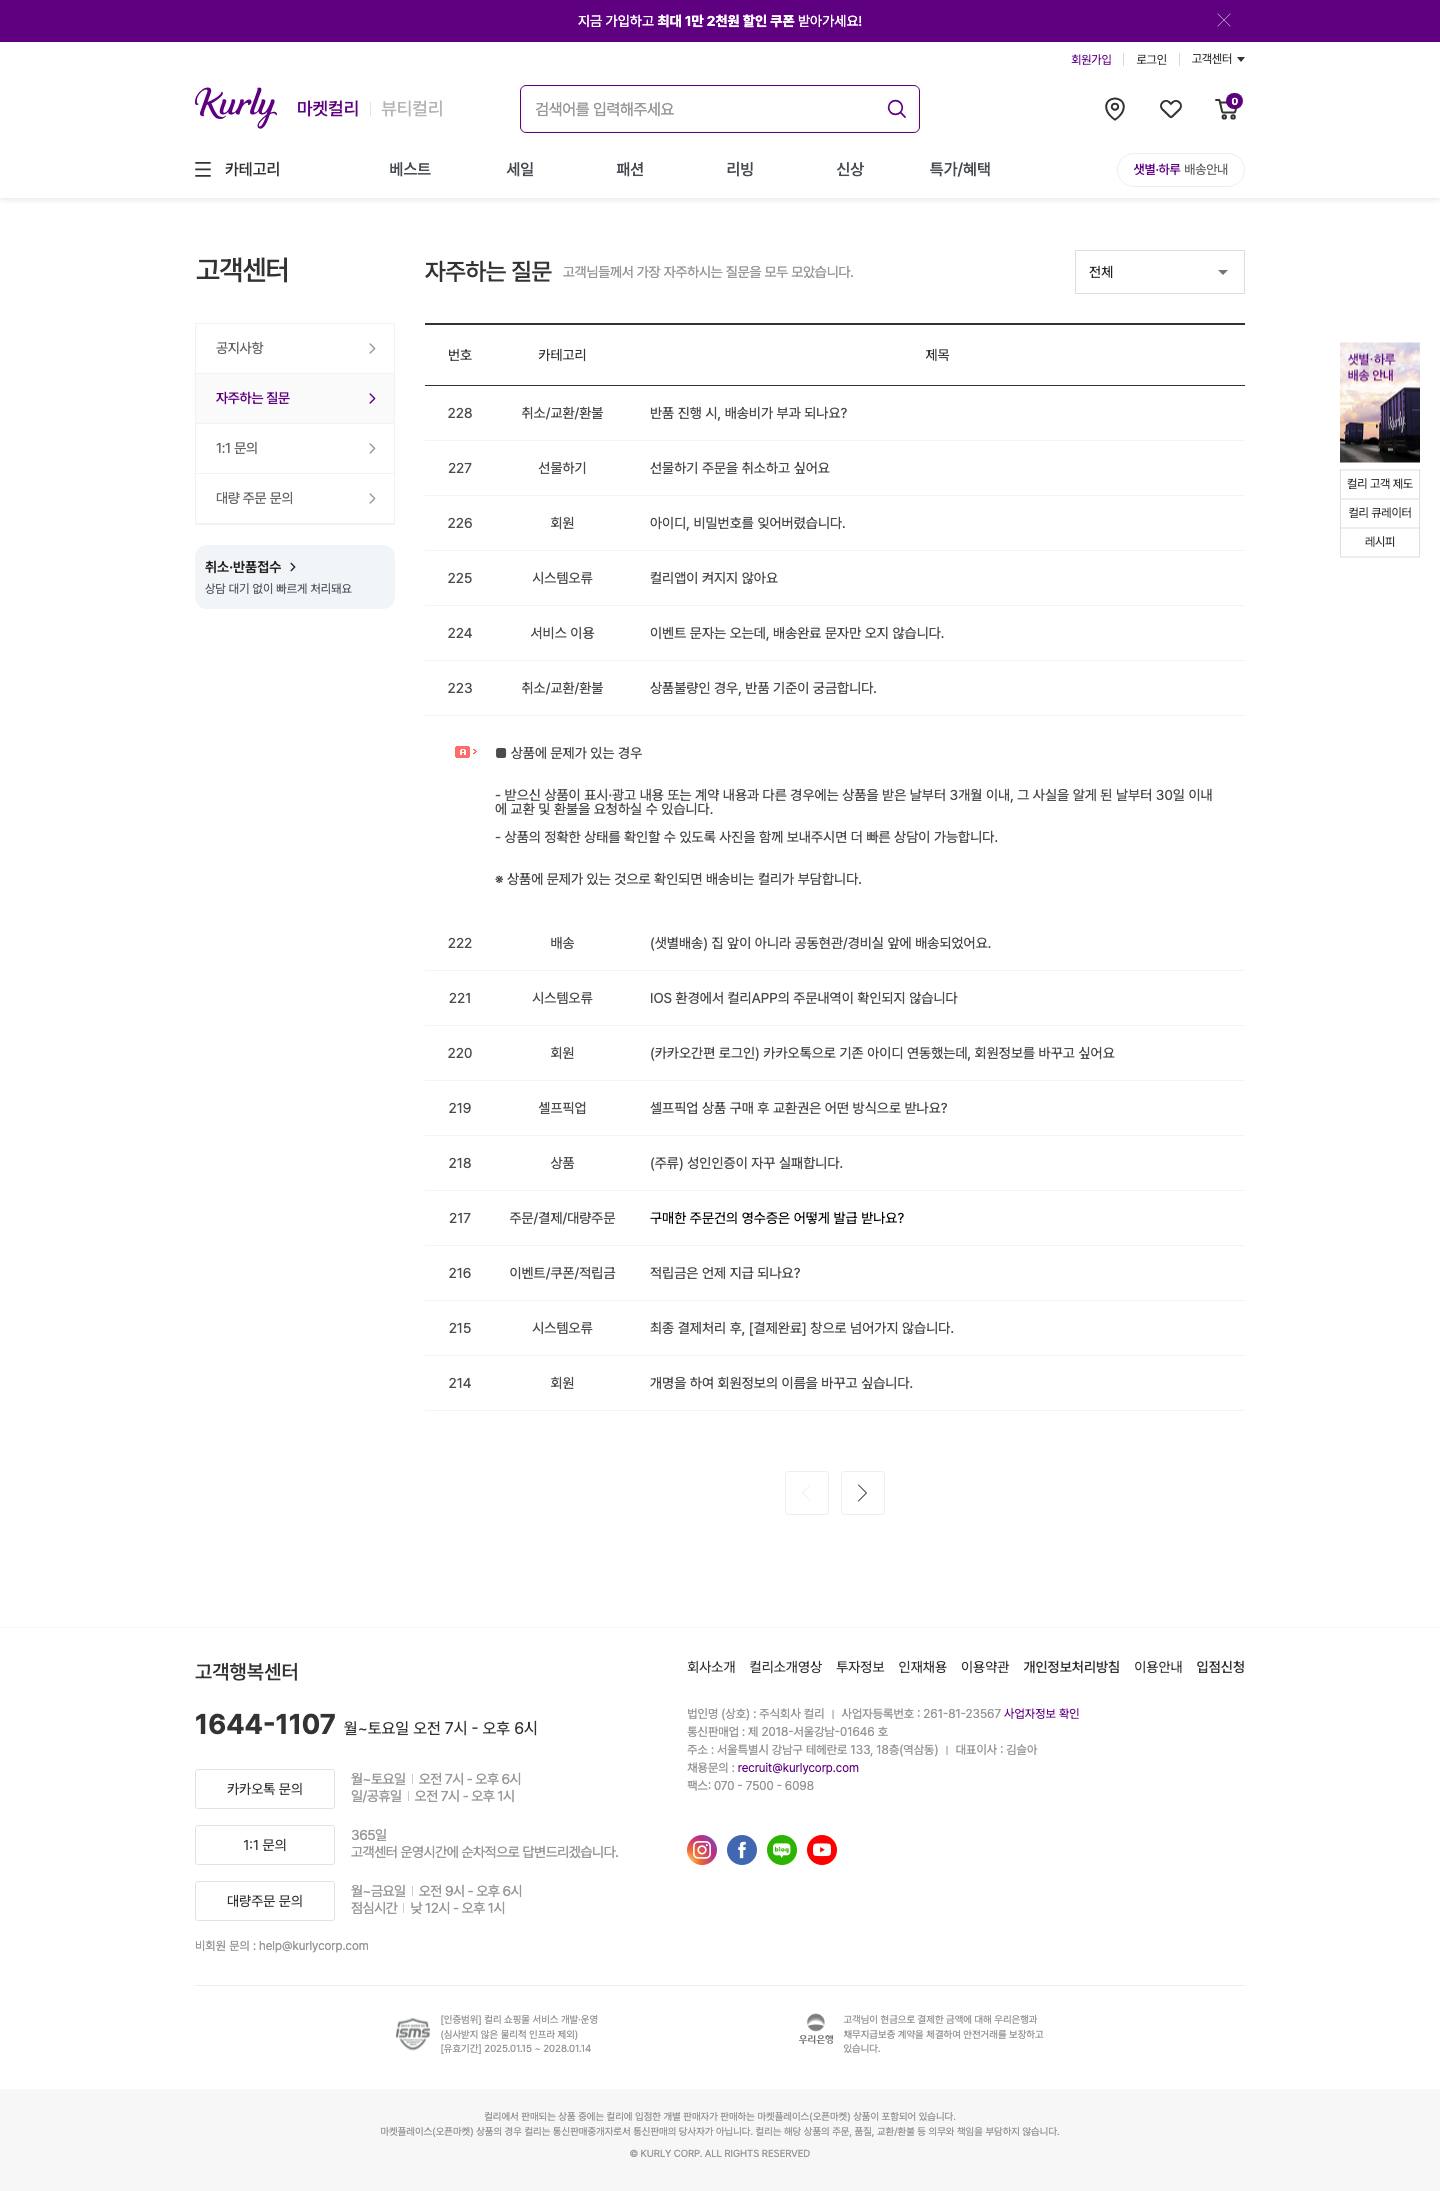 지금 가입하고 최대 1만 2천원 할인 쿠폰 받아가세요!
회원가입 로그인 고객센터
Kurly 마켓컬리 뷰티컬리 검색어를 입력해주세요 0
카테고리 베스트 세일 패션 리빙 신상 특가/혜택 샛별·하루 배송안내
고객센터
공지사항
자주하는 질문
1:1 문의
대량 주문 문의
취소·반품접수
상담 대기 없이 빠르게 처리돼요
자주하는 질문 고객님들께서 가장 자주하시는 질문을 모두 모았습니다. 전체
번호 카테고리 제목
228 취소/교환/환불 반품 진행 시, 배송비가 부과 되나요?
227 선물하기 선물하기 주문을 취소하고 싶어요
226 회원 아이디, 비밀번호를 잊어버렸습니다.
225 시스템오류 컬리앱이 켜지지 않아요
224 서비스 이용 이벤트 문자는 오는데, 배송완료 문자만 오지 않습니다.
223 취소/교환/환불 상품불량인 경우, 반품 기준이 궁금합니다.
A ■ 상품에 문제가 있는 경우
- 받으신 상품이 표시·광고 내용 또는 계약 내용과 다른 경우에는 상품을 받은 날부터 3개월 이내, 그 사실을 알게 된 날부터 30일 이내
에 교환 및 환불을 요청하실 수 있습니다.
- 상품의 정확한 상태를 확인할 수 있도록 사진을 함께 보내주시면 더 빠른 상담이 가능합니다.
※ 상품에 문제가 있는 것으로 확인되면 배송비는 컬리가 부담합니다.
222 배송 (샛별배송) 집 앞이 아니라 공동현관/경비실 앞에 배송되었어요.
221 시스템오류 IOS 환경에서 컬리APP의 주문내역이 확인되지 않습니다
220 회원 (카카오간편 로그인) 카카오톡으로 기존 아이디 연동했는데, 회원정보를 바꾸고 싶어요
219 셀프픽업 셀프픽업 상품 구매 후 교환권은 어떤 방식으로 받나요?
218 상품 (주류) 성인인증이 자꾸 실패합니다.
217 주문/결제/대량주문 구매한 주문건의 영수증은 어떻게 발급 받나요?
216 이벤트/쿠폰/적립금 적립금은 언제 지급 되나요?
215 시스템오류 최종 결제처리 후, [결제완료] 창으로 넘어가지 않습니다.
214 회원 개명을 하여 회원정보의 이름을 바꾸고 싶습니다.
샛별·하루
배송 안내
Kurly
컬리 고객 제도
컬리 큐레이터
레시피
고객행복센터
1644-1107 월~토요일 오전 7시 - 오후 6시
카카오톡 문의
월~토요일 | 오전 7시 - 오후 6시
일/공휴일 | 오전 7시 - 오후 1시
1:1 문의
365일
고객센터 운영시간에 순차적으로 답변드리겠습니다.
대량주문 문의
월~금요일 | 오전 9시 - 오후 6시
점심시간 | 낮 12시 - 오후 1시
비회원 문의 : help@kurlycorp.com
회사소개 컬리소개영상 투자정보 인재채용 이용약관 개인정보처리방침 이용안내 입점신청
법인명 (상호) : 주식회사 컬리 | 사업자등록번호 : 261-81-23567 사업자정보 확인
통신판매업 : 제 2018-서울강남-01646 호
주소 : 서울특별시 강남구 테헤란로 133, 18층(역삼동) | 대표이사 : 김슬아
채용문의 : recruit@kurlycorp.com
팩스: 070 - 7500 - 6098
blog
isms
[인증범위] 컬리 쇼핑몰 서비스 개발·운영
(심사받지 않은 물리적 인프라 제외)
[유효기간] 2025.01.15 ~ 2028.01.14
우리은행
고객님이 현금으로 결제한 금액에 대해 우리은행과
채무지급보증 계약을 체결하여 안전거래를 보장하고
있습니다.
컬리에서 판매되는 상품 중에는 컬리에 입점한 개별 판매자가 판매하는 마켓플레이스(오픈마켓) 상품이 포함되어 있습니다.
마켓플레이스(오픈마켓) 상품의 경우 컬리는 통신판매중개자로서 통신판매의 당사자가 아닙니다. 컬리는 해당 상품의 주문, 품질, 교환/환불 등 의무와 책임을 부담하지 않습니다.
© KURLY CORP. ALL RIGHTS RESERVED